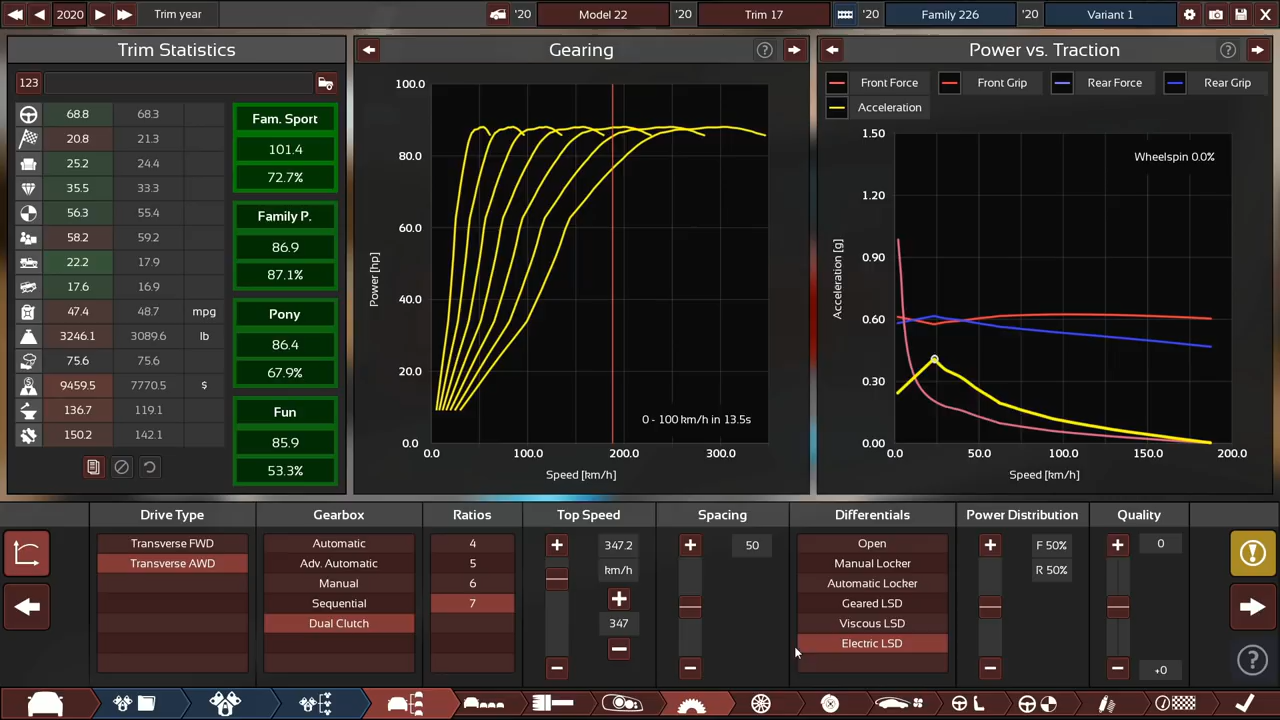 2020 Trim year '20 Model 22 '20 Trim 17 '20 Family 226 '20 Variant 1
Trim Statistics
123
68.8 68.3
20.8 21.3
25.2 24.4
35.5 33.3
56.3 55.4
58.2 59.2
22.2 17.9
17.6 16.9
47.4 48.7 mpg
3246.1 3089.6 lb
75.6 75.6
9459.5 7770.5 $
136.7 119.1
150.2 142.1
Fam. Sport
101.4
72.7%
Family P.
86.9
87.1%
Pony
86.4
67.9%
Fun
85.9
53.3%
Gearing
?
100.0
80.0
60.0
40.0
20.0
0.0
Power [hp]
0 - 100 km/h in 13.5s
0.0 100.0 200.0 300.0
Speed [km/h]
Power vs. Traction
?
Front Force Front Grip Rear Force Rear Grip
Acceleration
1.50
1.20
0.90
0.60
0.30
0.00
Acceleration [g]
Wheelspin 0.0%
0.0 50.0 100.0 150.0 200.0
Speed [km/h]
Drive Type
Transverse FWD
Transverse AWD
Gearbox
Automatic
Adv. Automatic
Manual
Sequential
Dual Clutch
Ratios
4
5
6
7
Top Speed
+ 347.2
km/h
+
347
-
-
Spacing
+ 50
-
Differentials
Open
Manual Locker
Automatic Locker
Geared LSD
Viscous LSD
Electric LSD
Power Distribution
+ F 50%
R 50%
-
Quality
+ 0
- +0
!
?